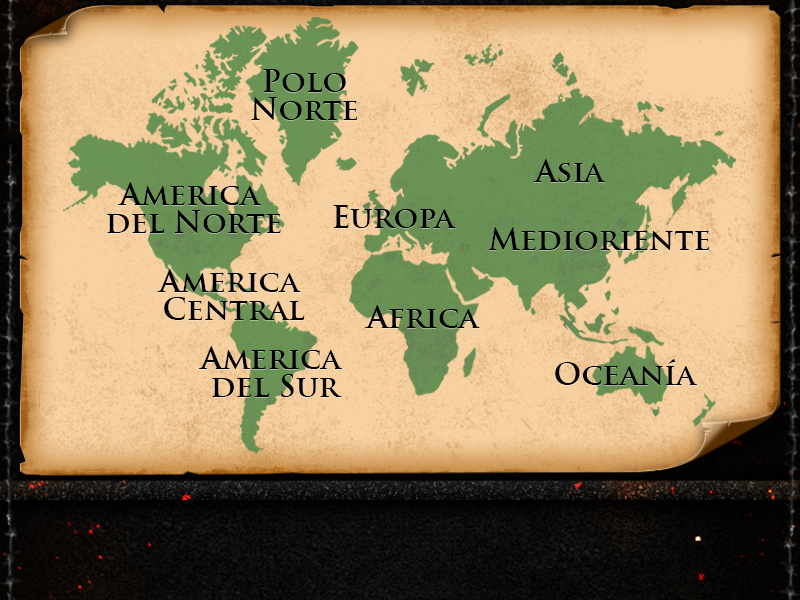 Polo
Norte
America
del Norte
Asia
Europa
Medioriente
America
Central
Africa
America
del Sur
Oceanía